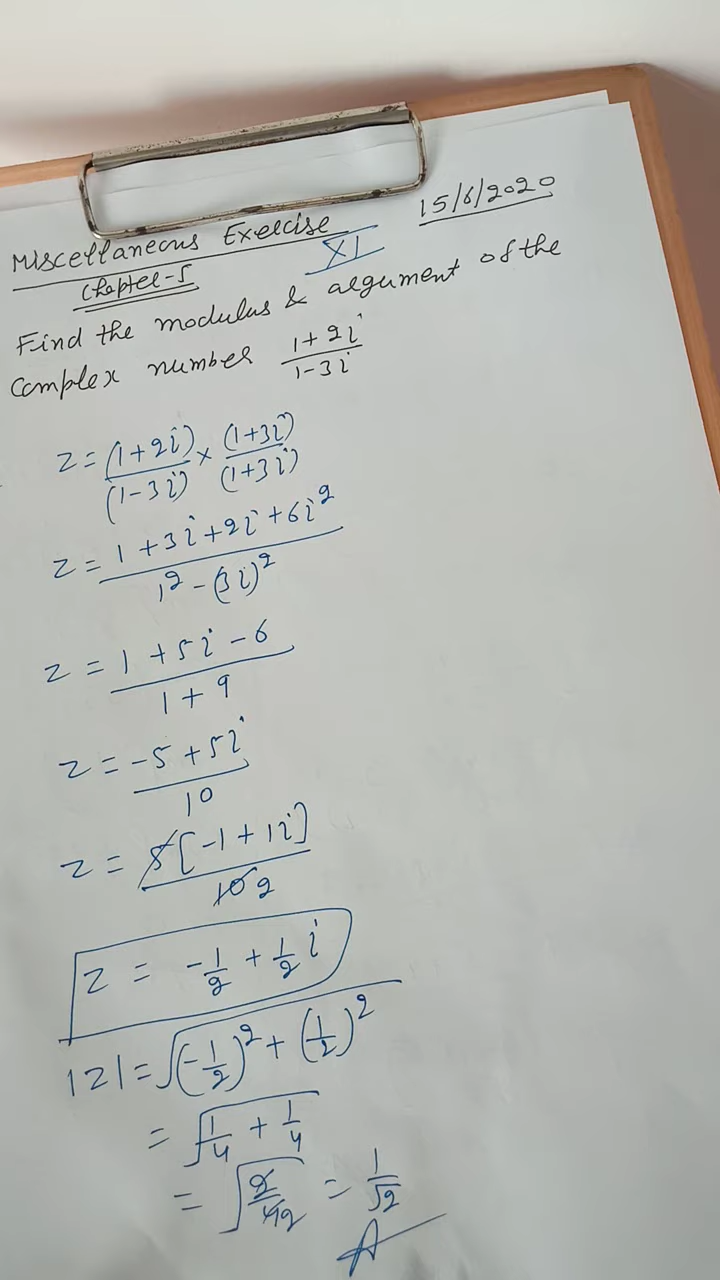 15/6/2020
Miscellaneous Exercise
XI
Chapter-5
Find the modulus & argument of the
Complex number (1+2i)/(1-3i)
z = (1+2i)/(1-3i) × (1+3i)/(1+3i)
z = (1+3i+2i+6i²)/(1²-(3i)²)
z = (1+5i-6)/(1+9)
z = (-5+5i)/10
z = 5[-1+1i]/10 2
z = -1/2 + 1/2 i
|z| = √((-1/2)²+(1/2)²)
= √(1/4+1/4)
= √(2/4 2) = 1/√2
A